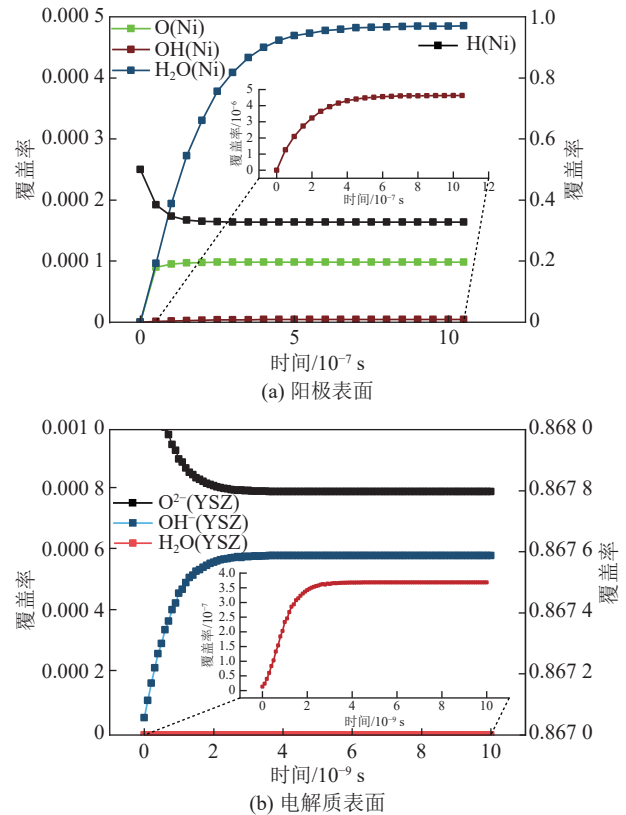 0.000 5
0.000 4
0.000 3
0.000 2
0.000 1
0
覆盖率
O(Ni)
OH(Ni)
H₂O(Ni)
H(Ni)
1.0
0.8
0.6
0.4
0.2
0
覆盖率
5
4
3
2
1
0
覆盖率/10⁻⁶
0 2 4 6 8 10 12
时间/10⁻⁷ s
0 5 10
时间/10⁻⁷ s
(a) 阳极表面
0.001 0
0.000 8
0.000 6
0.000 4
0.000 2
0
覆盖率
O²⁻(YSZ)
OH⁻(YSZ)
H₂O(YSZ)
0.868 0
0.867 8
0.867 6
0.867 4
0.867 2
0.867 0
覆盖率
4.0
3.5
3.0
2.5
1.5
1.0
0.5
0
覆盖率/10⁻⁷
0 2 4 6 8 10
时间/10⁻⁹ s
0 2 4 6 8 10
时间/10⁻⁹ s
(b) 电解质表面